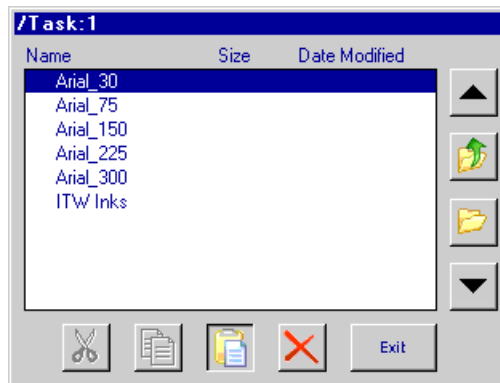 /Task:1
Name Size Date Modified
Arial_30
Arial_75
Arial_150
Arial_225
Arial_300
ITW Inks
Exit